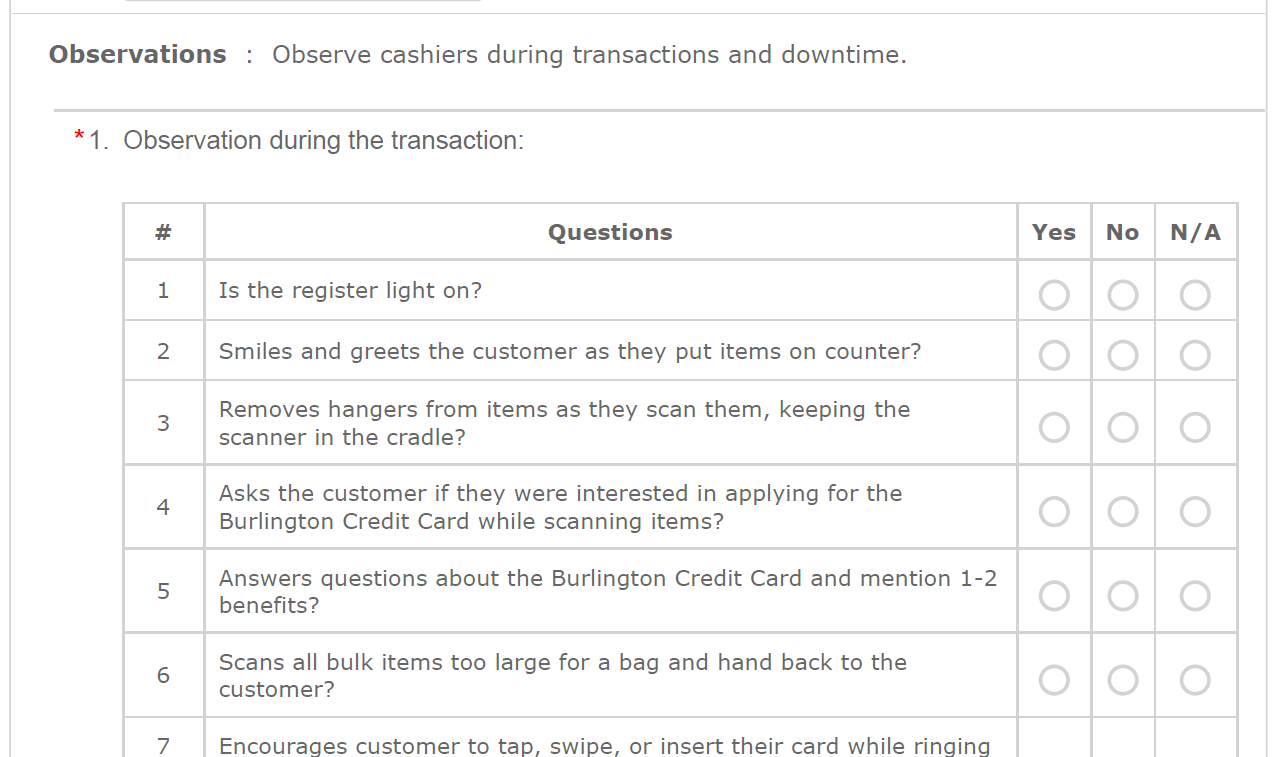 Observations : Observe cashiers during transactions and downtime.
*1. Observation during the transaction:
# Questions Yes No N/A
1 Is the register light on?
2 Smiles and greets the customer as they put items on counter?
3 Removes hangers from items as they scan them, keeping the
scanner in the cradle?
4 Asks the customer if they were interested in applying for the
Burlington Credit Card while scanning items?
5 Answers questions about the Burlington Credit Card and mention 1-2
benefits?
6 Scans all bulk items too large for a bag and hand back to the
customer?
7 Encourages customer to tap, swipe, or insert their card while ringing